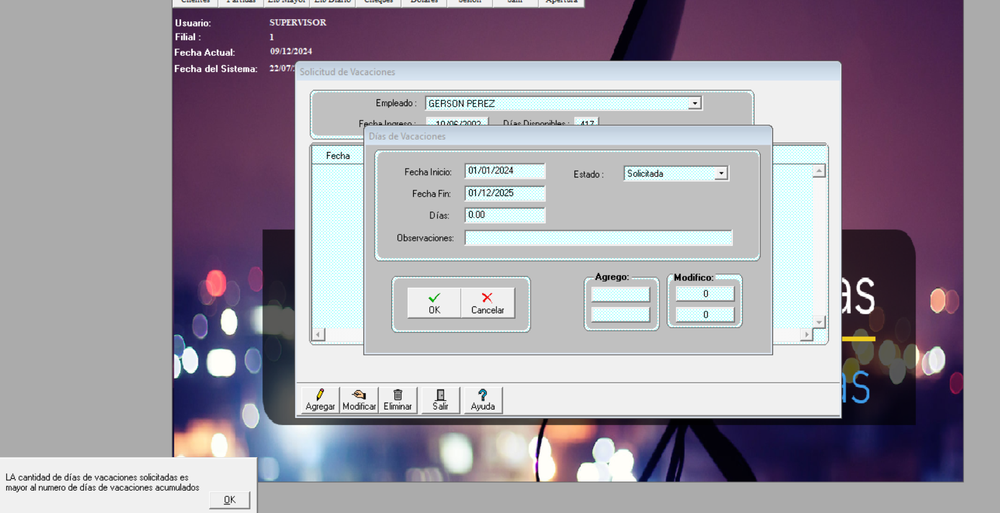 Clientes Partidas Lib Mayor Lib Diario Cheques Dolares Sesion Salir Apertura
Usuario: SUPERVISOR
Filial : 1
Fecha Actual: 09/12/2024
Fecha del Sistema: 22/07/
Solicitud de Vacaciones
Empleado : GERSON PEREZ
Fecha Ingreso : 10/06/2002 Días Disponibles : 417
Días de Vacaciones
Fecha
Fecha Inicio: 01/01/2024 Estado : Solicitada
Fecha Fin: 01/12/2025
Días: 0.00
Observaciones:
Agrego: Modifico:
0
OK Cancelar
0
as
as
Agregar Modificar Eliminar Salir Ayuda
LA cantidad de días de vacaciones solicitadas es
mayor al numero de días de vacaciones acumulados
OK